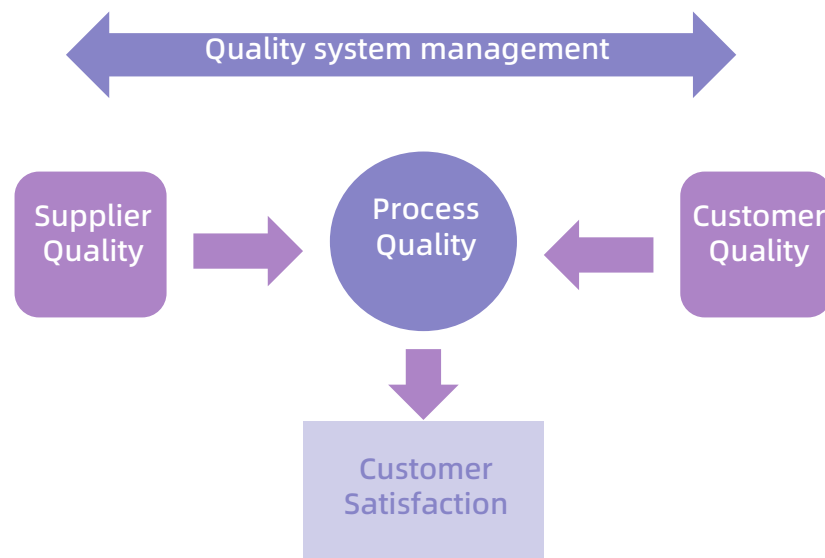 Quality system management
Supplier
Quality
Process
Quality
Customer
Quality
Customer
Satisfaction